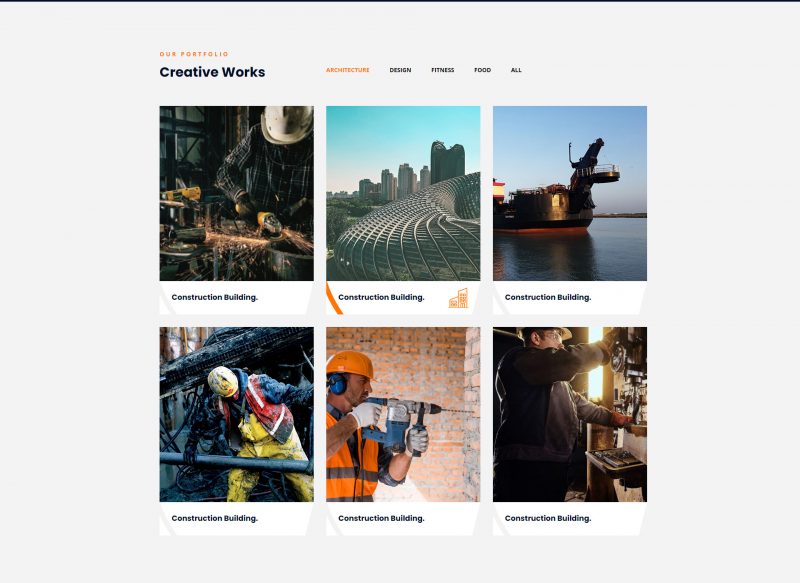 OUR PORTFOLIO
Creative Works
ARCHITECTURE DESIGN FITNESS FOOD ALL
Construction Building. Construction Building. Construction Building.
Construction Building. Construction Building. Construction Building.